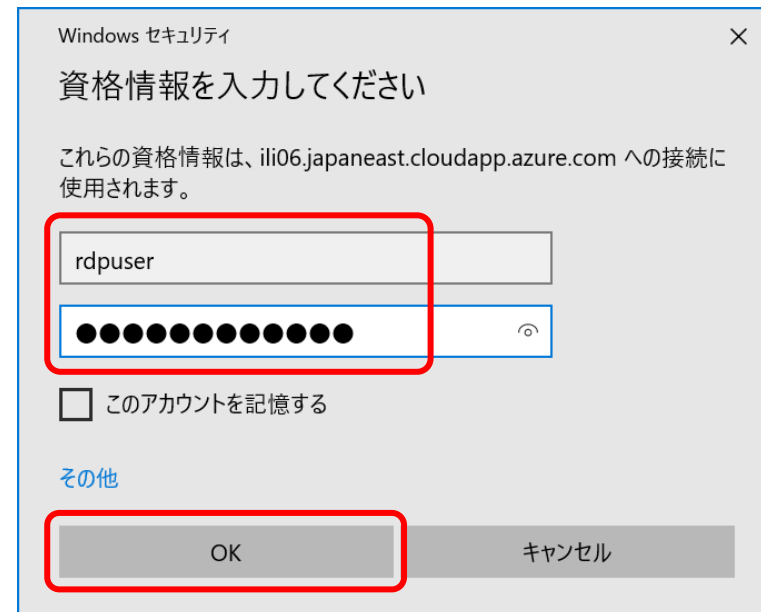 Windows セキュリティ
資格情報を入力してください
これらの資格情報は、ili06.japaneast.cloudapp.azure.com への接続に
使用されます。
rdpuser
●●●●●●●●●●●●
このアカウントを記憶する
その他
OK
キャンセル